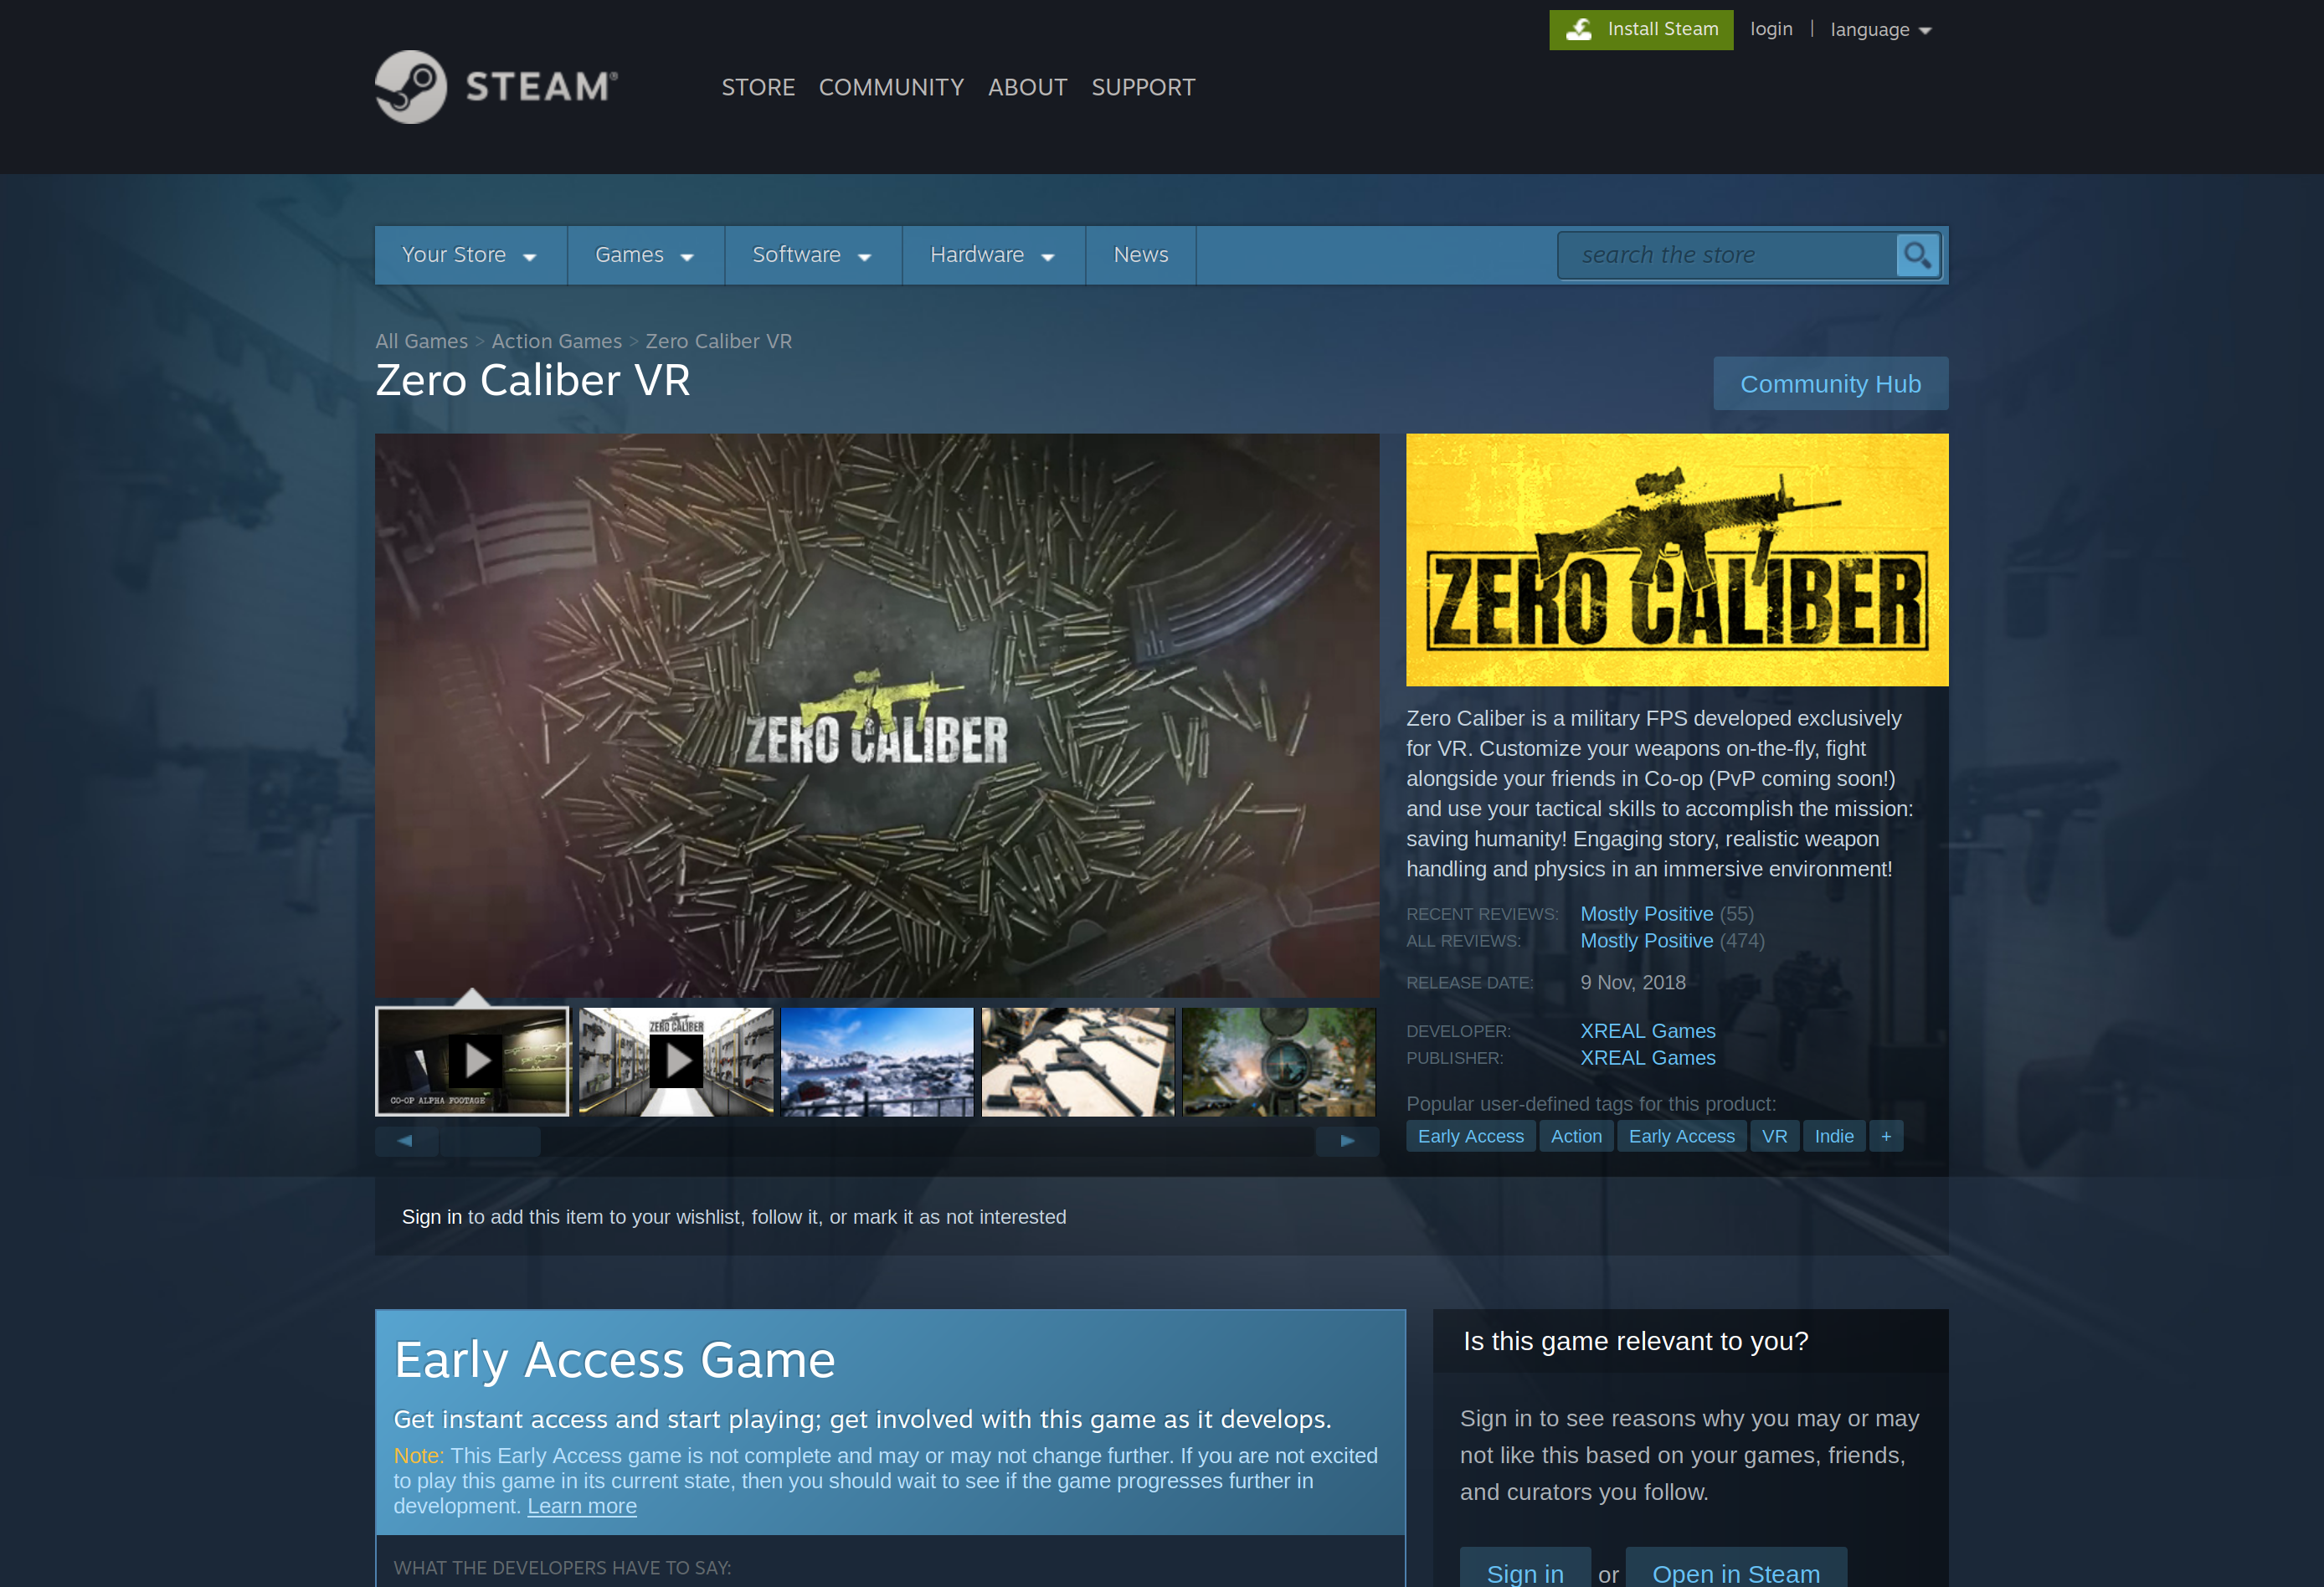 Install Steam
login | language
STEAM®
STORE COMMUNITY ABOUT SUPPORT
Your Store Games Software Hardware News
search the store
All Games > Action Games > Zero Caliber VR
Zero Caliber VR
Community Hub
ZERO CALIBER
ZERO CALIBER
Zero Caliber is a military FPS developed exclusively
for VR. Customize your weapons on-the-fly, fight
alongside your friends in Co-op (PvP coming soon!)
and use your tactical skills to accomplish the mission:
saving humanity! Engaging story, realistic weapon
handling and physics in an immersive environment!
RECENT REVIEWS: Mostly Positive (55)
ALL REVIEWS: Mostly Positive (474)
RELEASE DATE: 9 Nov, 2018
DEVELOPER: XREAL Games
PUBLISHER: XREAL Games
Popular user-defined tags for this product:
Early Access Action Early Access VR Indie +
CO-OP ALPHA FOOTAGE
ZERO CALIBER
Sign in to add this item to your wishlist, follow it, or mark it as not interested
Early Access Game
Get instant access and start playing; get involved with this game as it develops.
Note: This Early Access game is not complete and may or may not change further. If you are not excited
to play this game in its current state, then you should wait to see if the game progresses further in
development. Learn more
WHAT THE DEVELOPERS HAVE TO SAY:
Is this game relevant to you?
Sign in to see reasons why you may or may
not like this based on your games, friends,
and curators you follow.
Sign in or Open in Steam